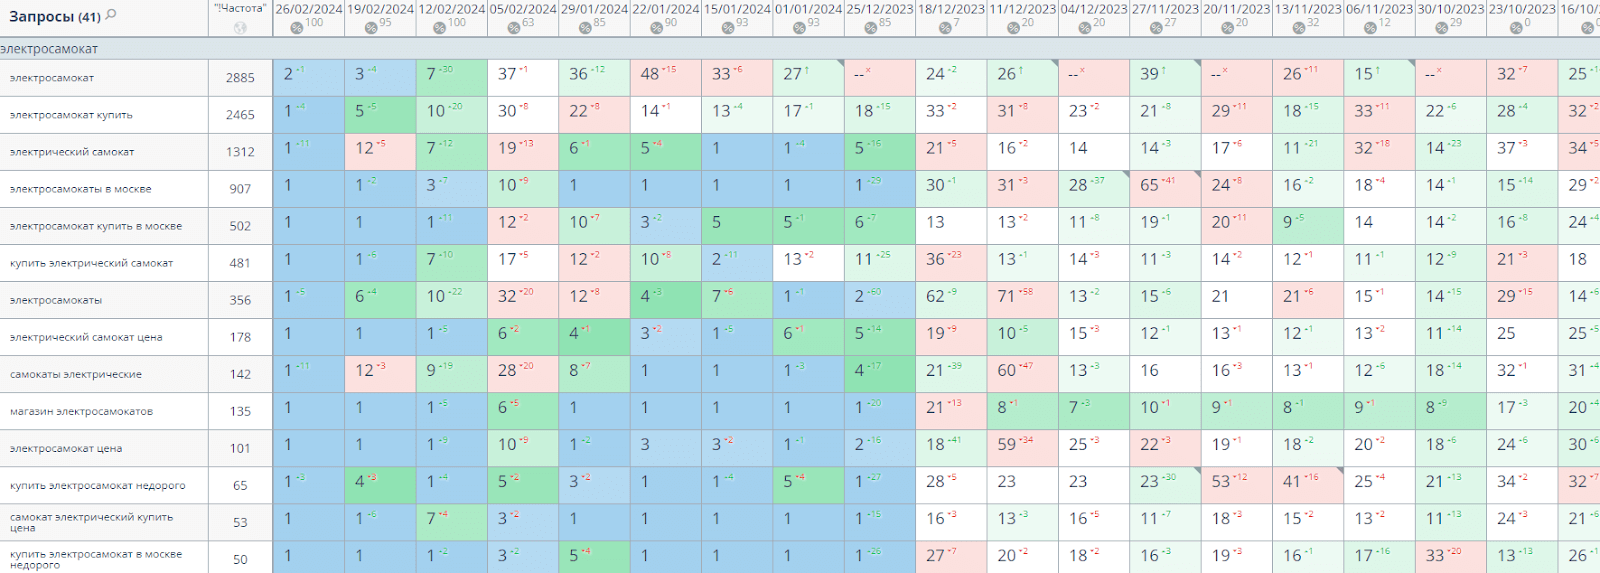 Запросы (41) "!Частота" 26/02/2024 19/02/2024 12/02/2024 05/02/2024 29/01/2024 22/01/2024 15/01/2024 01/01/2024 25/12/2023 18/12/2023 11/12/2023 04/12/2023 27/11/2023 20/11/2023 13/11/2023 06/11/2023 30/10/2023 23/10/2023 16/10/
% 100 % 95 % 100 % 63 % 85 % 90 % 93 % 93 % 85 % 7 % 20 % 20 % 27 % 20 % 32 % 12 % 29 % 0 %
электросамокат
электросамокат 2885 2 +1 3 +4 7 +30 37 -1 36 +12 48 -15 33 -6 27 ↑ -- × 24 +2 26 ↑ -- × 39 ↑ -- × 26 -11 15 ↑ -- × 32 -7 25
электросамокат купить 2465 1 +4 5 +5 10 +20 30 -8 22 -8 14 -1 13 +4 17 +1 18 +15 33 -2 31 -8 23 -2 21 +8 29 -11 18 +15 33 -11 22 +6 28 +4 32
электрический самокат 1312 1 +11 12 -5 7 +12 19 -13 6 -1 5 -4 1 1 +4 5 +16 21 -5 16 -2 14 14 +3 17 -6 11 +21 32 -18 14 +23 37 -3 34
электросамокаты в москве 907 1 1 +2 3 +7 10 -9 1 1 1 1 1 +29 30 +1 31 -3 28 +37 65 -41 24 -8 16 +2 18 -4 14 +1 15 +14 29
электросамокат купить в москве 502 1 1 1 +11 12 -2 10 -7 3 +2 5 5 +1 6 +7 13 13 -2 11 +8 19 +1 20 -11 9 +5 14 14 +2 16 +8 24
купить электрический самокат 481 1 1 +6 7 +10 17 -5 12 -2 10 -8 2 +11 13 -2 11 +25 36 -23 13 +1 14 -3 11 +3 14 -2 12 -1 11 +1 12 +9 21 -3 18
электросамокаты 356 1 +5 6 +4 10 +22 32 -20 12 -8 4 +3 7 -6 1 +1 2 +60 62 +9 71 -58 13 +2 15 +6 21 21 -6 15 -1 14 +15 29 -15 14
электрический самокат цена 178 1 1 1 +5 6 -2 4 -1 3 -2 1 +5 6 -1 5 +14 19 -9 10 +5 15 -3 12 +1 13 -1 12 +1 13 -2 11 +14 25 25
самокаты электрические 142 1 +11 12 -3 9 +19 28 -20 8 -7 1 1 1 +3 4 +17 21 +39 60 -47 13 +3 16 16 -3 13 -1 12 +6 18 +14 32 -1 31
магазин электросамокатов 135 1 1 1 +5 6 -5 1 1 1 1 1 +20 21 -13 8 -1 7 +3 10 -1 9 -1 8 +1 9 -1 8 +9 17 +3 20
электросамокат цена 101 1 1 1 +9 10 -9 1 +2 3 3 -2 1 +1 2 +16 18 +41 59 -34 25 -3 22 -3 19 -1 18 +2 20 -2 18 +6 24 +6 30
купить электросамокат недорого 65 1 +3 4 -3 1 +4 5 -2 3 -2 1 1 +4 5 -4 1 +27 28 -5 23 23 23 +30 53 -12 41 -16 25 -4 21 +13 34 -2 32
самокат электрический купить
цена 53 1 1 +6 7 -4 3 -2 1 1 1 1 1 +15 16 -3 13 +3 16 -5 11 +7 18 -3 15 -2 13 -2 11 +13 24 -3 21
купить электросамокат в москве
недорого 50 1 1 1 +2 3 +2 5 -4 1 1 1 1 +26 27 -7 20 -2 18 -2 16 +3 19 -3 16 +1 17 +16 33 -20 13 +13 26